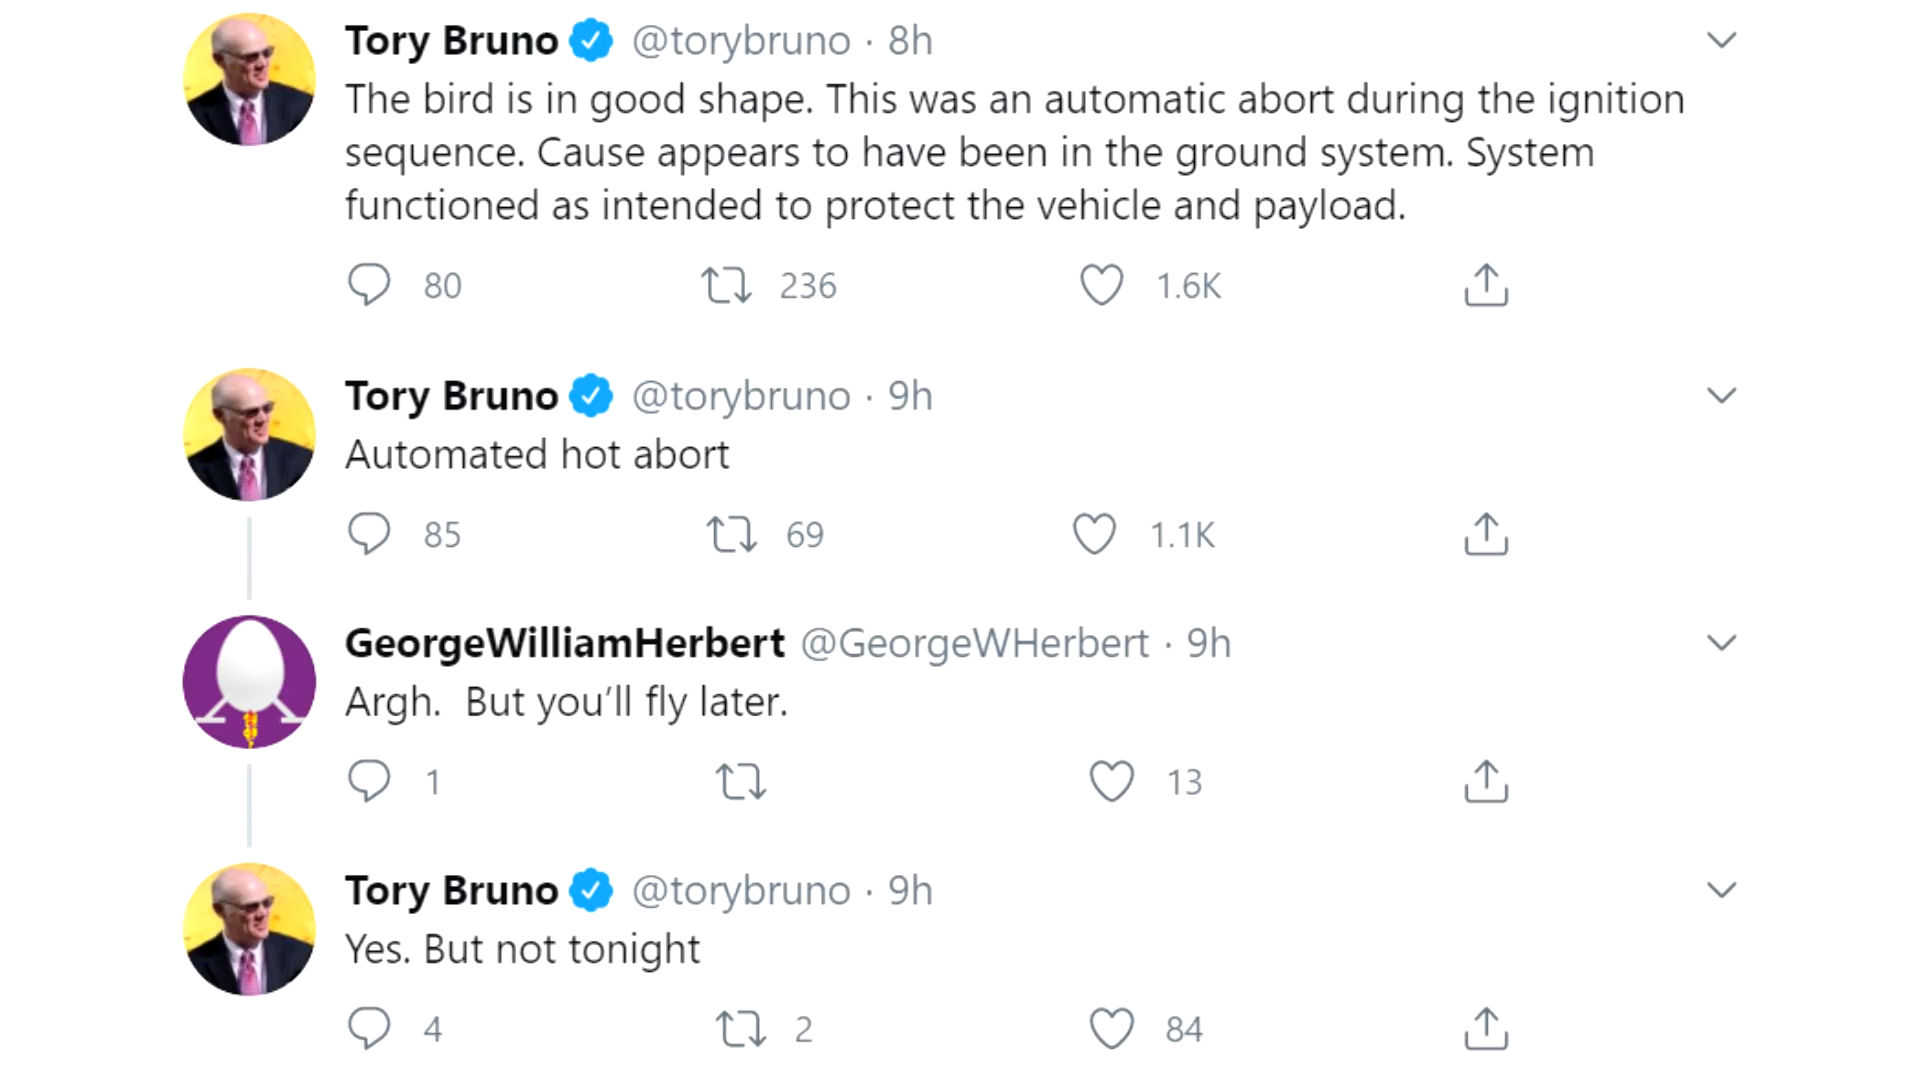 Tory Bruno @torybruno · 8h
The bird is in good shape. This was an automatic abort during the ignition
sequence. Cause appears to have been in the ground system. System
functioned as intended to protect the vehicle and payload.
80 236 1.6K
Tory Bruno @torybruno · 9h
Automated hot abort
85 69 1.1K
GeorgeWilliamHerbert @GeorgeWHerbert · 9h
Argh.  But you’ll fly later.
1 13
Tory Bruno @torybruno · 9h
Yes. But not tonight
4 2 84